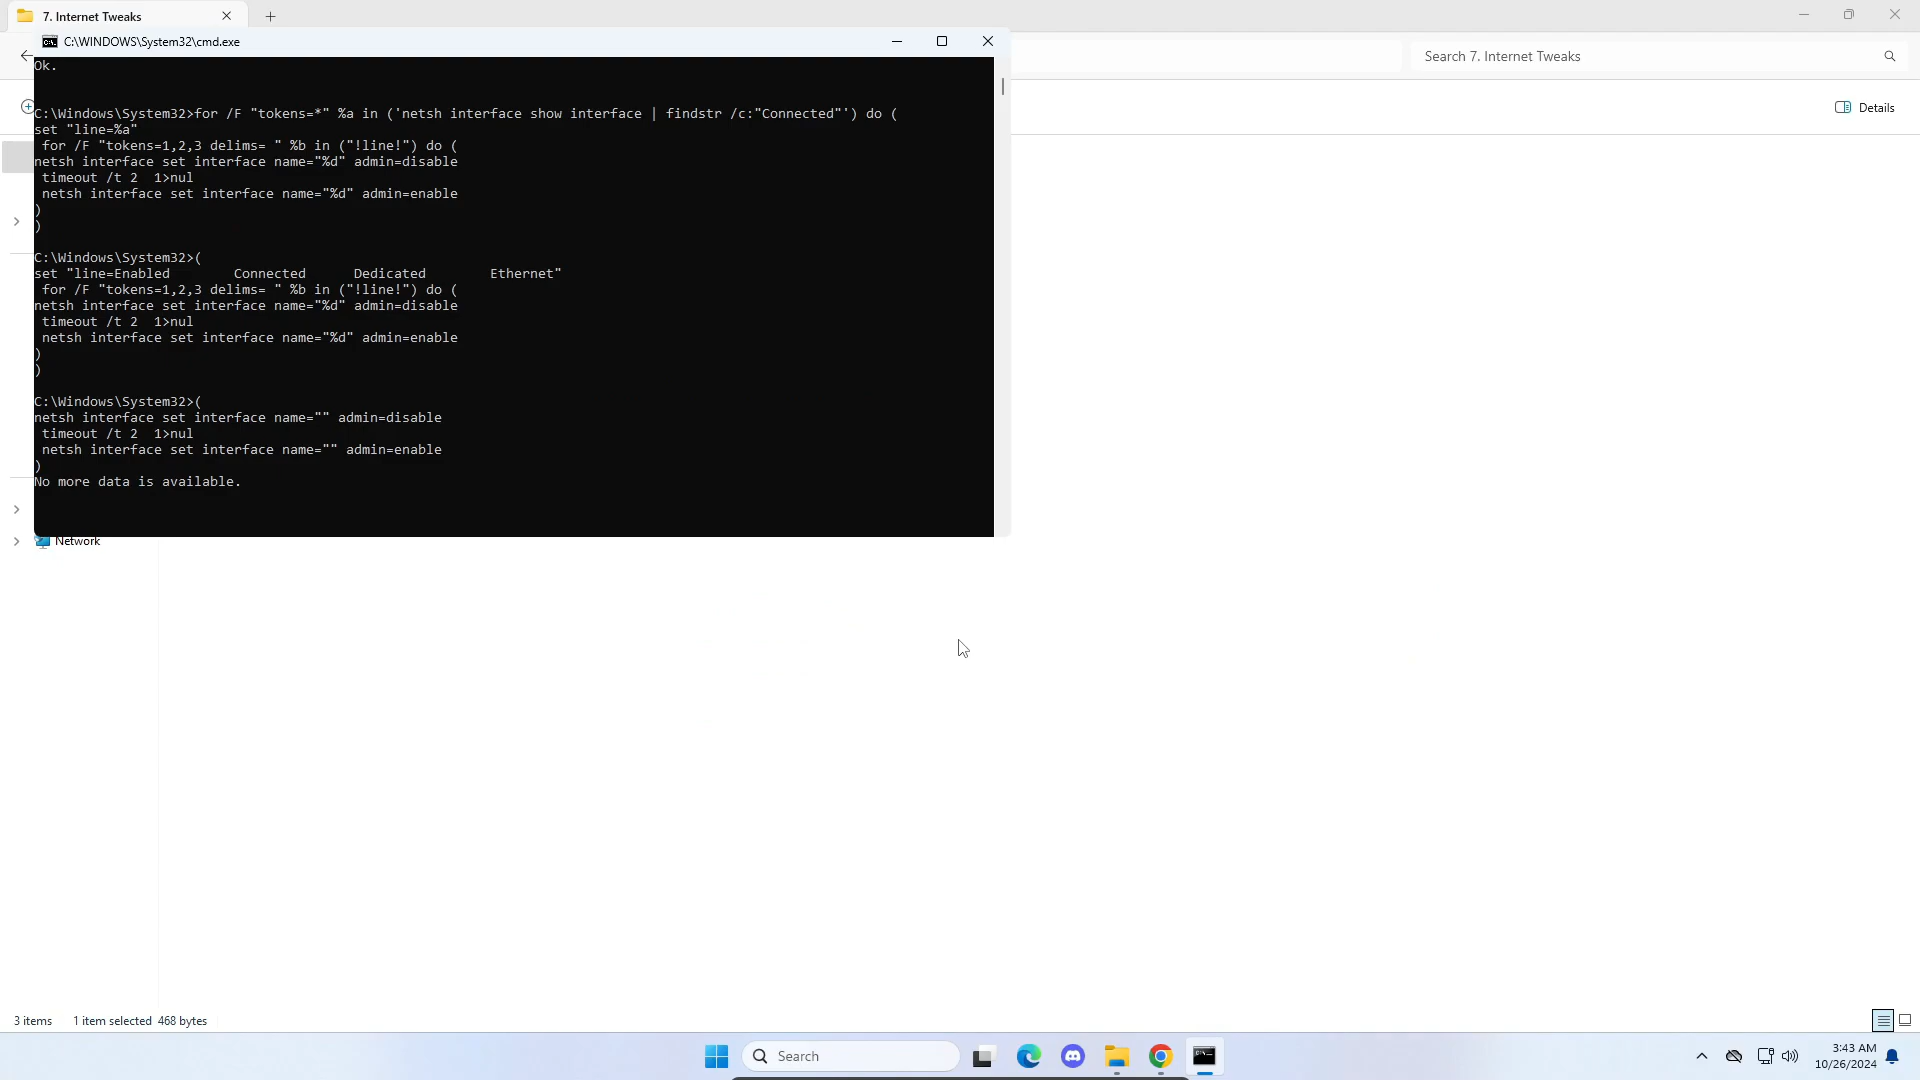 7. Internet Tweaks
C:\WINDOWS\System32\cmd.exe
Search 7. Internet Tweaks
Details
Ok.
C:\Windows\System32>for /F "tokens=*" %a in ('netsh interface show interface | findstr /c:"Connected"') do (
set "line=%a"
for /F "tokens=1,2,3 delims= " %b in ("!line!") do (
netsh interface set interface name="%d" admin=disable
timeout /t 2  1>nul
netsh interface set interface name="%d" admin=enable
)
)
C:\Windows\System32>(
set "line=Enabled        Connected      Dedicated        Ethernet"
for /F "tokens=1,2,3 delims= " %b in ("!line!") do (
netsh interface set interface name="%d" admin=disable
timeout /t 2  1>nul
netsh interface set interface name="%d" admin=enable
)
)
C:\Windows\System32>(
netsh interface set interface name="" admin=disable
timeout /t 2  1>nul
netsh interface set interface name="" admin=enable
)
No more data is available.
Network
3 items 1 item selected 468 bytes
Search
3:43 AM
10/26/2024